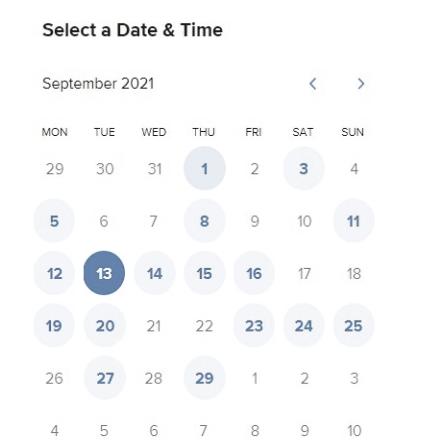 Select a Date & Time
September 2021
MON TUE WED THU FRI SAT SUN
29 30 31 1 2 3 4
5 6 7 8 9 10 11
12 13 14 15 16 17 18
19 20 21 22 23 24 25
26 27 28 29 1 2 3
4 5 6 7 8 9 10